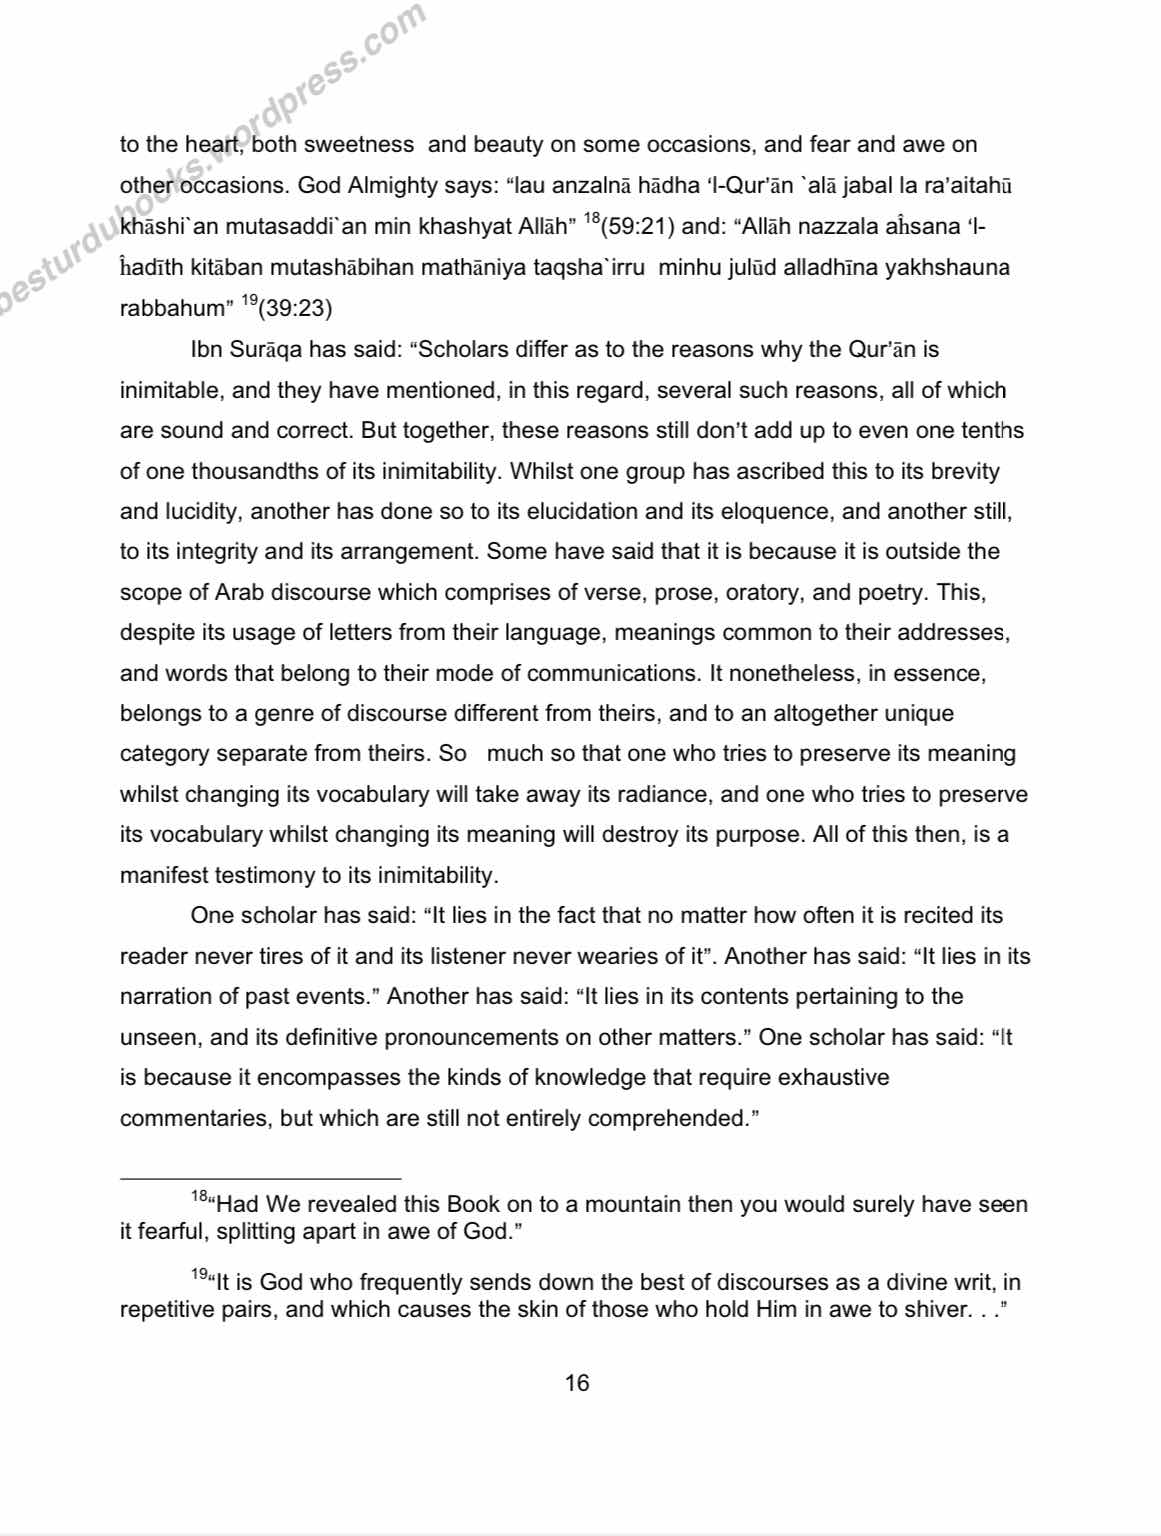 besturdubooks.wordpress.com
to the heart, both sweetness  and beauty on some occasions, and fear and awe on
other occasions. God Almighty says: “lau anzalnā hādha ‘l-Qur’ān `alā jabal la ra’aitahū
khāshi`an mutasaddi`an min khashyat Allāh” 18(59:21) and: “Allāh nazzala aĥsana ‘l-
ĥadīth kitāban mutashābihan mathāniya taqsha`irru  minhu julūd alladhīna yakhshauna
rabbahum” 19(39:23)
Ibn Surāqa has said: “Scholars differ as to the reasons why the Qur’ān is
inimitable, and they have mentioned, in this regard, several such reasons, all of which
are sound and correct. But together, these reasons still don’t add up to even one tenths
of one thousandths of its inimitability. Whilst one group has ascribed this to its brevity
and lucidity, another has done so to its elucidation and its eloquence, and another still,
to its integrity and its arrangement. Some have said that it is because it is outside the
scope of Arab discourse which comprises of verse, prose, oratory, and poetry. This,
despite its usage of letters from their language, meanings common to their addresses,
and words that belong to their mode of communications. It nonetheless, in essence,
belongs to a genre of discourse different from theirs, and to an altogether unique
category separate from theirs. So   much so that one who tries to preserve its meaning
whilst changing its vocabulary will take away its radiance, and one who tries to preserve
its vocabulary whilst changing its meaning will destroy its purpose. All of this then, is a
manifest testimony to its inimitability.
One scholar has said: “It lies in the fact that no matter how often it is recited its
reader never tires of it and its listener never wearies of it”. Another has said: “It lies in its
narration of past events.” Another has said: “It lies in its contents pertaining to the
unseen, and its definitive pronouncements on other matters.” One scholar has said: “It
is because it encompasses the kinds of knowledge that require exhaustive
commentaries, but which are still not entirely comprehended.”
18“Had We revealed this Book on to a mountain then you would surely have seen
it fearful, splitting apart in awe of God.”
19“It is God who frequently sends down the best of discourses as a divine writ, in
repetitive pairs, and which causes the skin of those who hold Him in awe to shiver. . .”
16